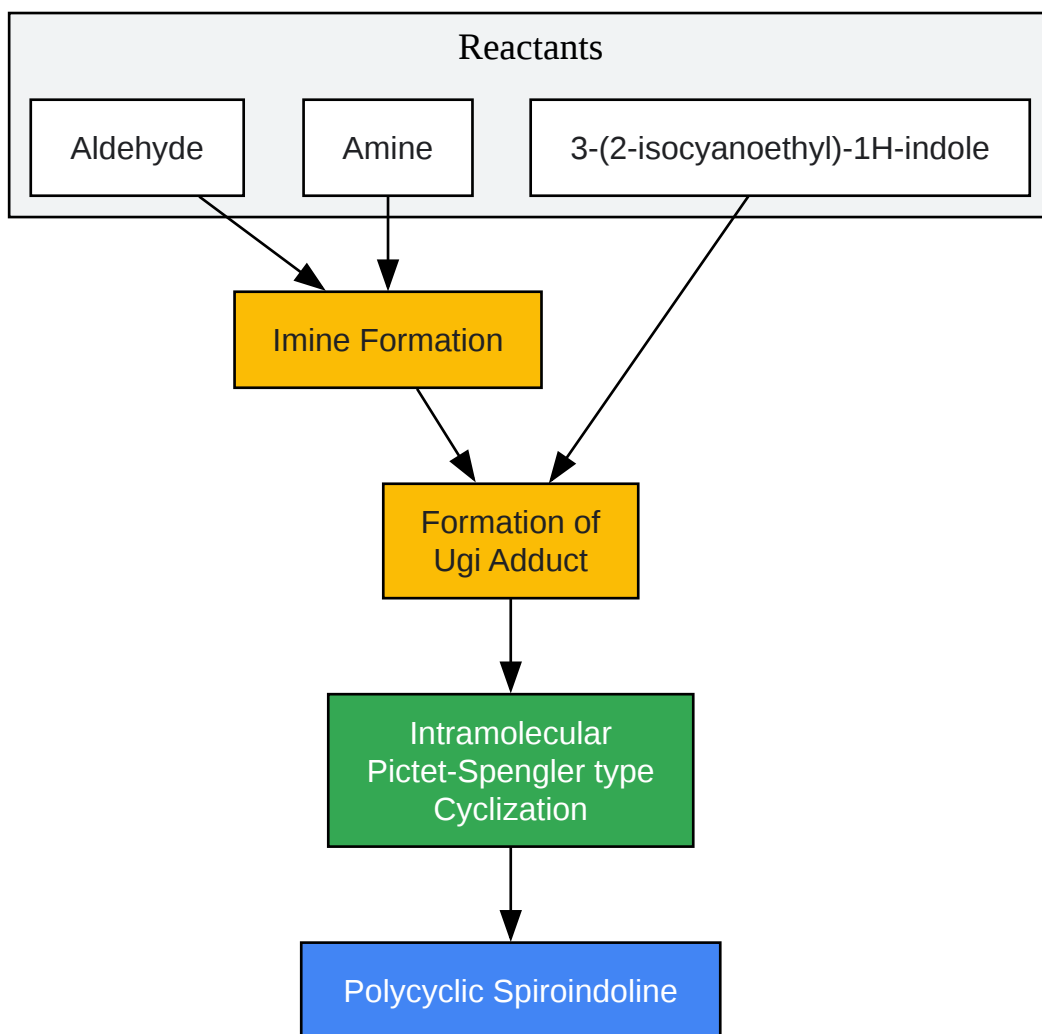 Reactants
Aldehyde
Amine
3-(2-isocyanoethyl)-1H-indole
Imine Formation
Formation of
Ugi Adduct
Intramolecular
Pictet-Spengler type
Cyclization
Polycyclic Spiroindoline